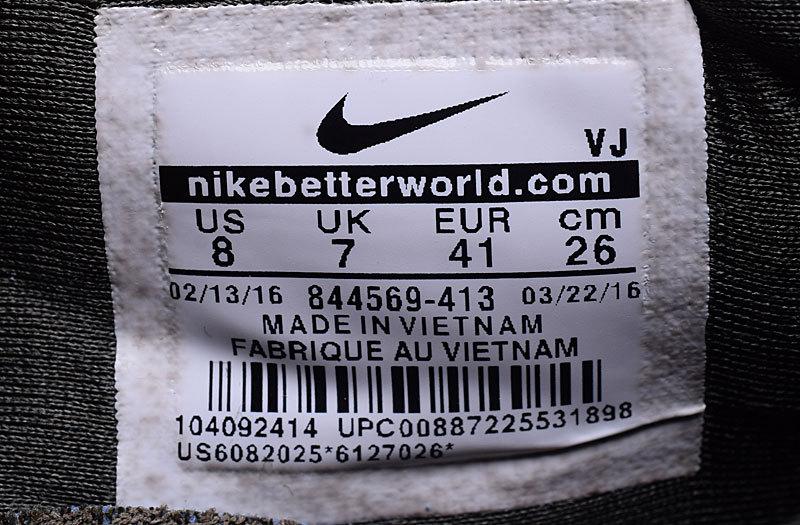 VJ
nikebetterworld.com
US UK EUR cm
8 7 41 26
02/13/16 844569-413 03/22/16
MADE IN VIETNAM
FABRIQUE AU VIETNAM
104092414 UPC00887225531898
US6082025*6127026*